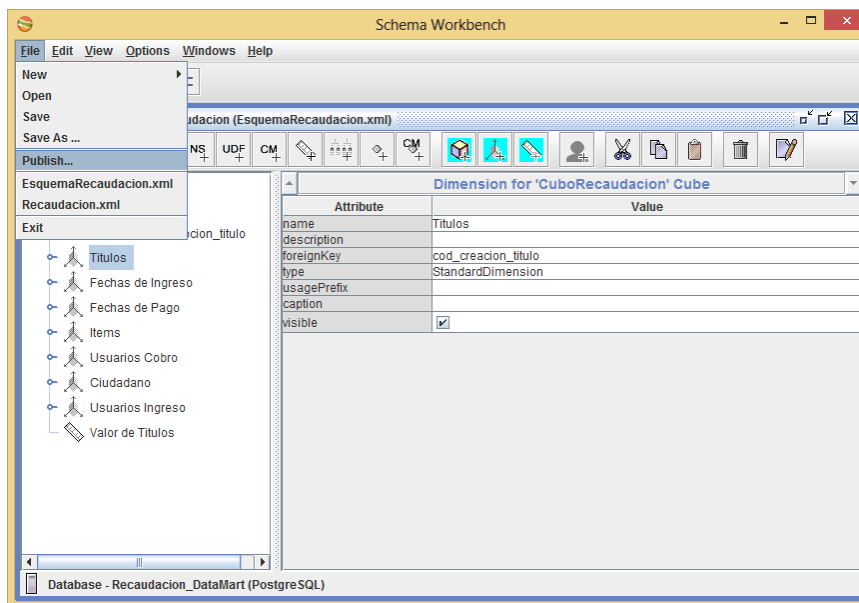 Schema Workbench
File Edit View Options Windows Help
New
Open
Save
Save As ...
Publish...
EsquemaRecaudacion.xml
Recaudacion.xml
Exit
(EsquemaRecaudacion.xml)
NS UDF CM CM
Dimension for 'CuboRecaudacion' Cube
Attribute Value
name Titulos
description
foreignKey cod_creacion_titulo
type StandardDimension
usagePrefix
caption
visible
Titulos
Fechas de Ingreso
Fechas de Pago
Items
Usuarios Cobro
Ciudadano
Usuarios Ingreso
Valor de Titulos
Database - Recaudacion_DataMart (PostgreSQL)